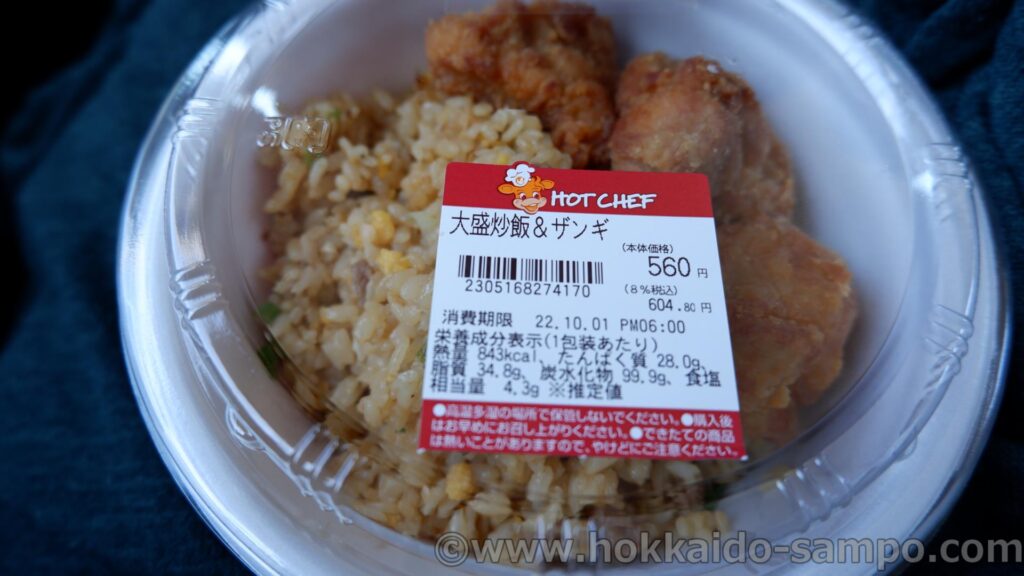 HOT CHEF
大盛炒飯＆ザンギ
(本体価格)
560円
2305168274170
(8%税込)
604.80円
消費期限 22.10.01 PM06:00
栄養成分表示(1包装あたり)
熱量 843kcal、たんぱく質 28.0g、
脂質 34.8g、炭水化物 99.9g、食塩
相当量 4.3g ※推定値
●高温多湿の場所で保管しないでください。●購入後
はお早めにお召し上がりください。●できたての商品
は熱いことがありますので、やけどにご注意ください。
©www.hokkaido-sampo.com